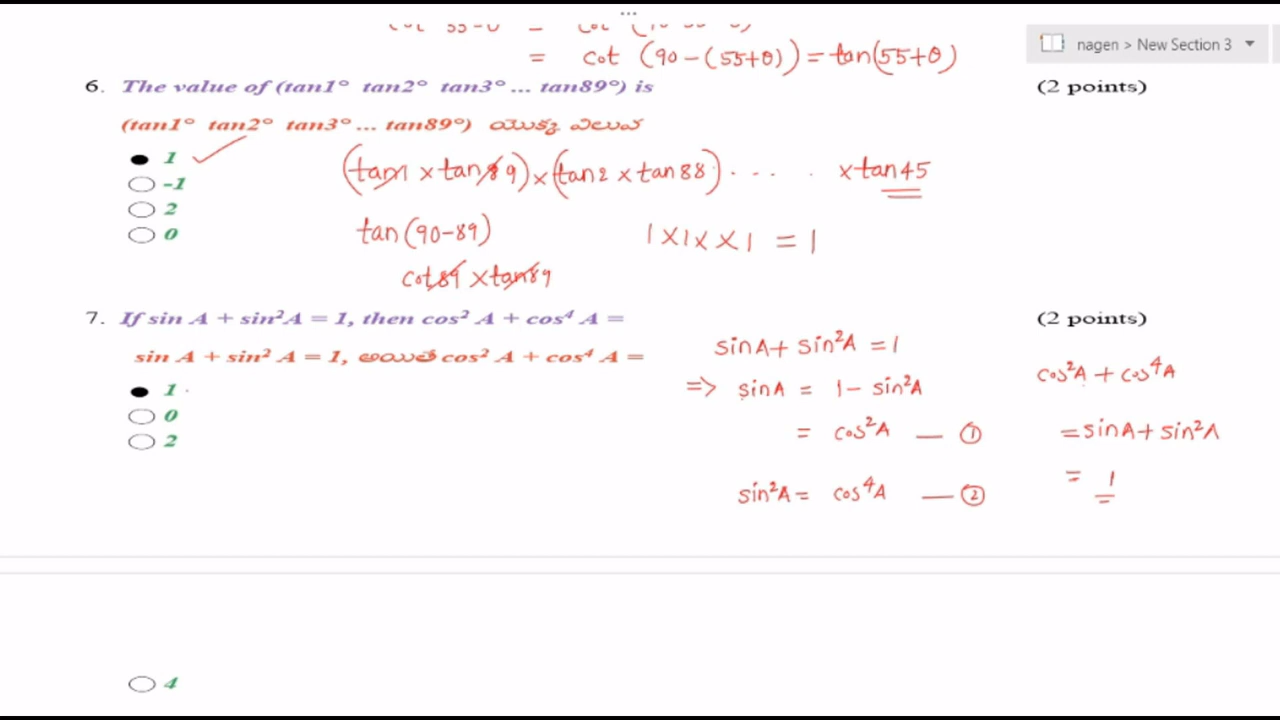 = cot (90-(55+θ)) = tan(55+θ)
nagen > New Section 3
6. The value of (tan1° tan2° tan3° ... tan89°) is (2 points)
(tan1° tan2° tan3° ... tan89°) ಯುಕ್ತ ವಿಲುವ
1
-1
2
0
(tan1 × tan89) × (tan2 × tan88) ..... × tan45
tan(90-89)
1×1××1 = 1
cot89 × tan89
7. If sin A + sin²A = 1, then cos² A + cos⁴ A = (2 points)
sin A + sin² A = 1, ಅಯಿತೆ cos² A + cos⁴ A =
1
0
2
sinA + sin²A = 1
=> sinA = 1 - sin²A
= cos²A — ①
sin²A = cos⁴A — ②
cos²A + cos⁴A
= sinA + sin²A
= 1
4